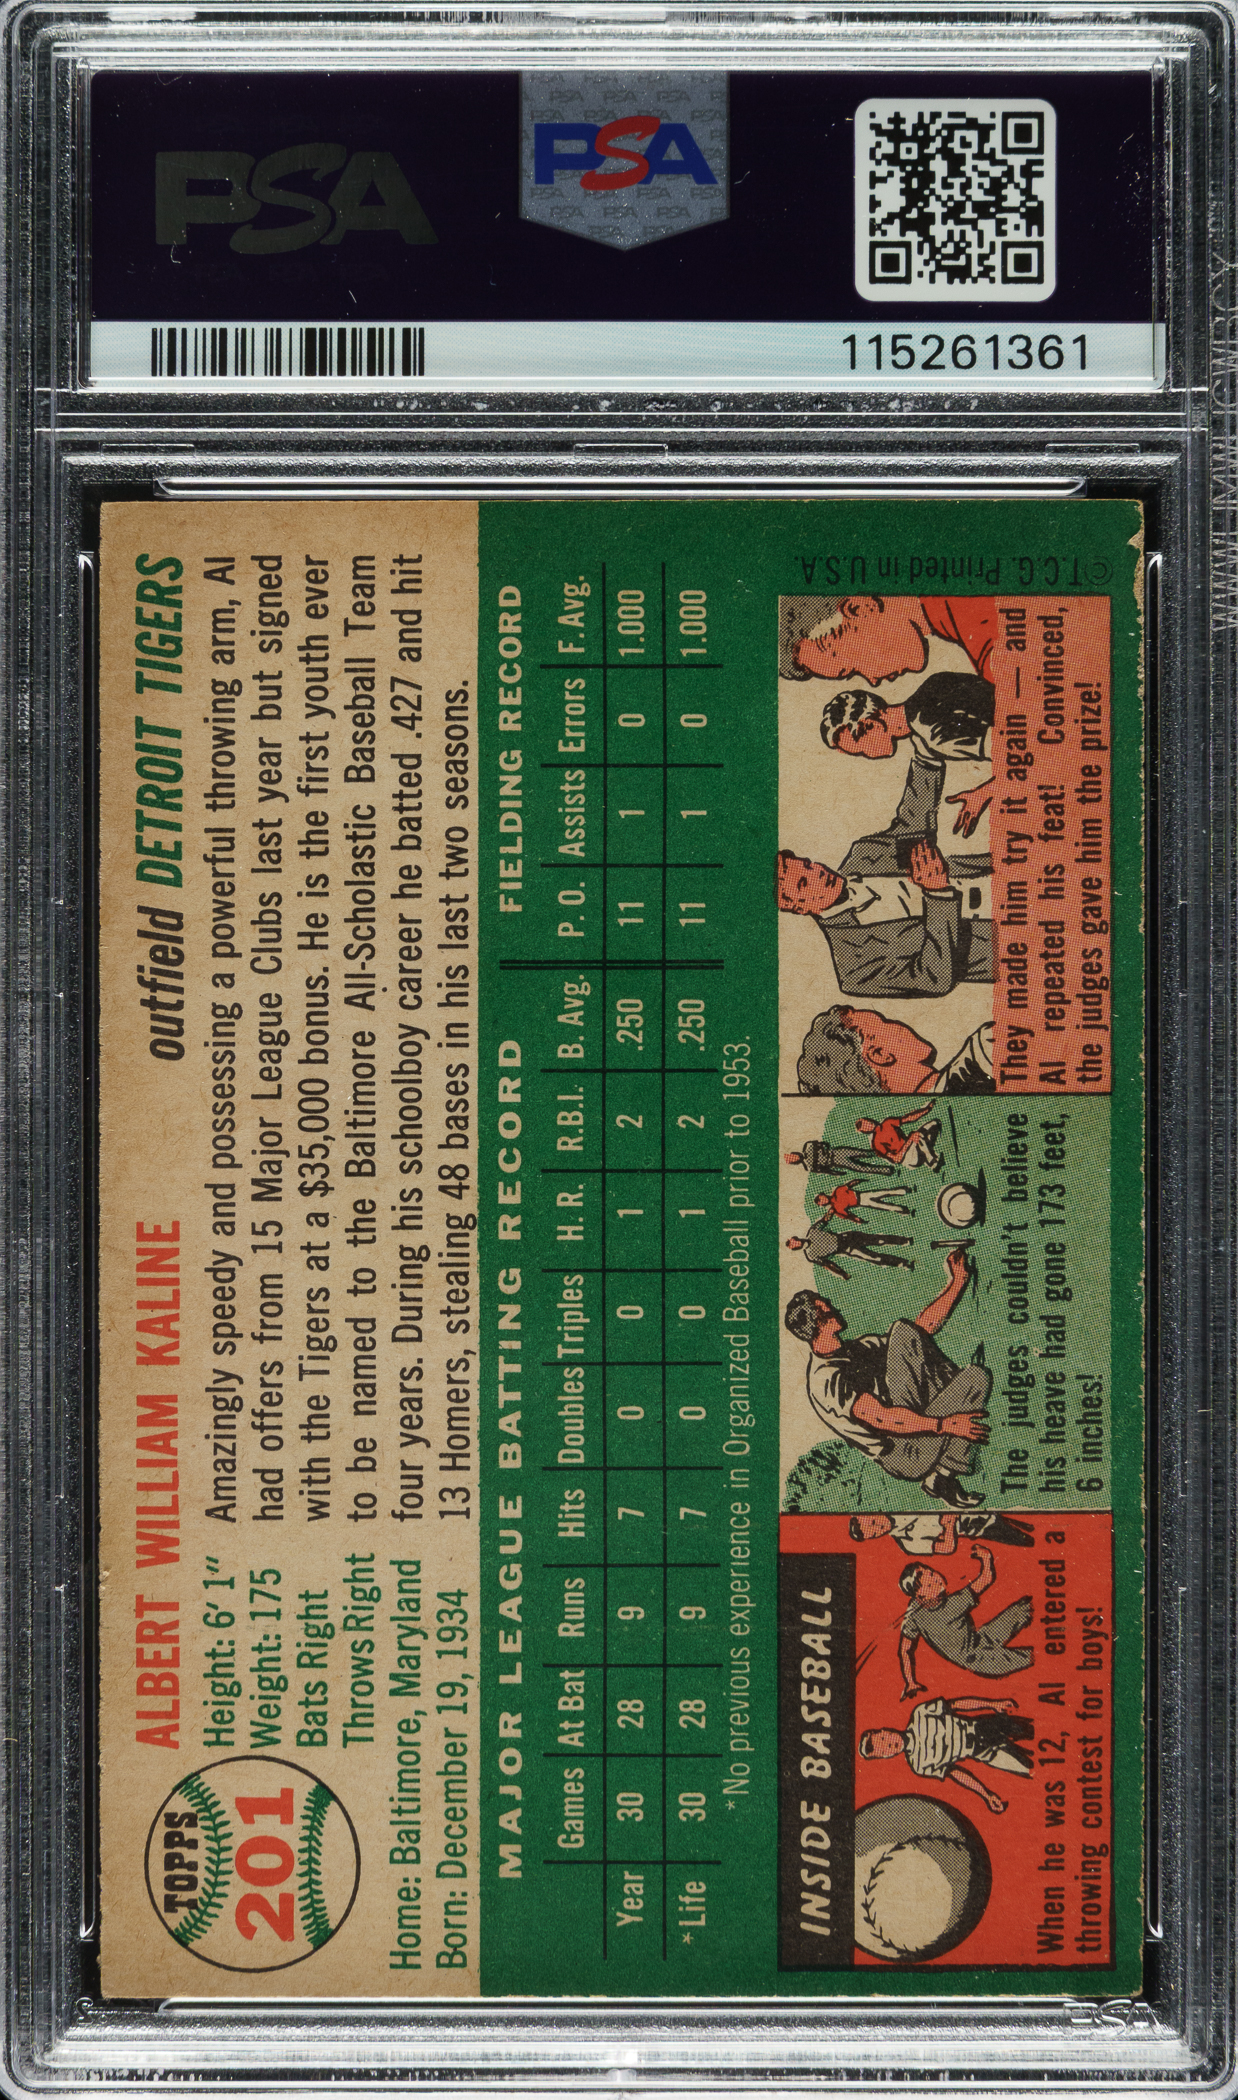 PSA
PSA
115261361
WWW.JMW.JGWBCY
TOPPS
201
ALBERT WILLIAM KALINE
outfield DETROIT TIGERS
Height: 6' 1"
Weight: 175
Bats Right
Throws Right
Home: Baltimore, Maryland
Born: December 19, 1934
Amazingly speedy and possessing a powerful throwing arm, Al
had offers from 15 Major League Clubs last year but signed
with the Tigers at a $35,000 bonus. He is the first youth ever
to be named to the Baltimore All-Scholastic Baseball Team
four years. During his schoolboy career he batted .427 and hit
13 Homers, stealing 48 bases in his last two seasons.
MAJOR LEAGUE BATTING RECORD FIELDING RECORD
Games At Bat Runs Hits Doubles Triples H. R. R.B.I. B. Avg. P. O. Assists Errors F. Avg.
Year 30 28 9 7 0 0 1 2 .250 11 1 0 1.000
*Life 30 28 9 7 0 0 1 2 .250 11 1 0 1.000
*No previous experience in Organized Baseball prior to 1953.
INSIDE BASEBALL
When he was 12, Al entered a
throwing contest for boys!
The judges couldn't believe
his heave had gone 173 feet,
6 inches!
They made him try it again — and
Al repeated his feat! Convinced,
the judges gave him the prize!
©T.C.G. Printed in U.S.A.
PSA